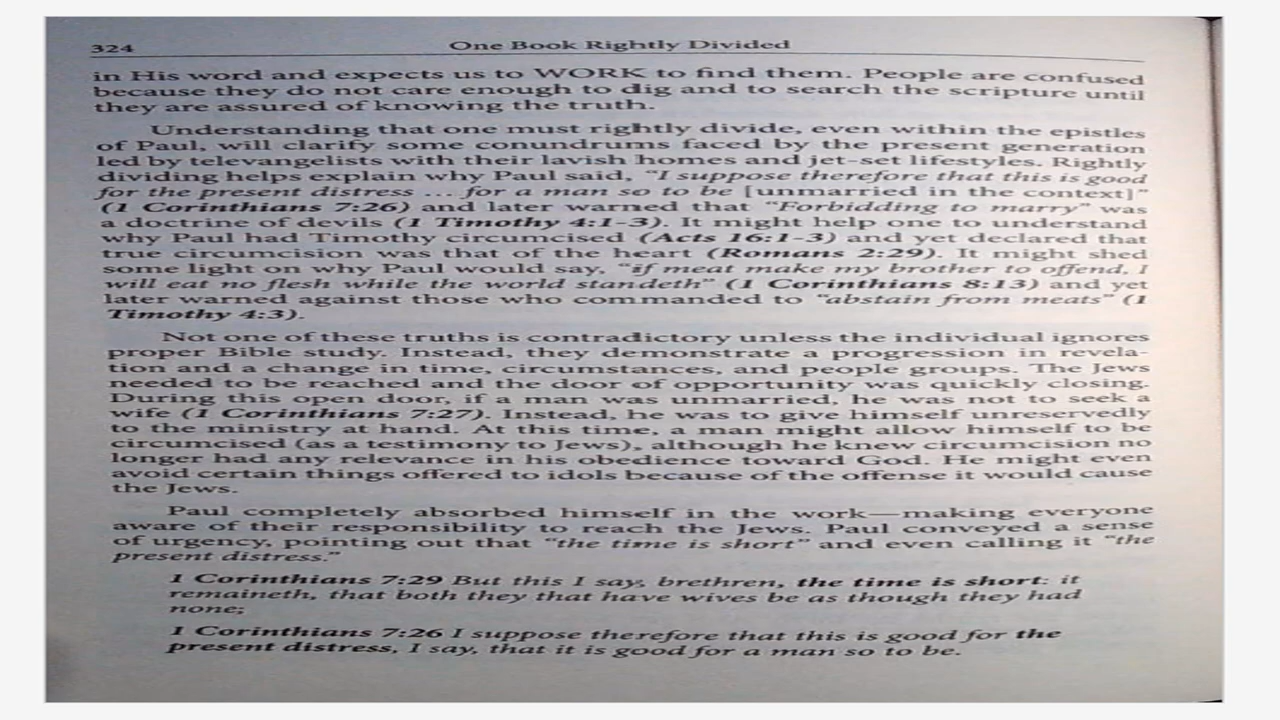 324
One Book Rightly Divided
in His word and expects us to WORK to find them. People are confused
because they do not care enough to dig and to search the scripture until
they are assured of knowing the truth.
Understanding that one must rightly divide, even within the epistles
of Paul, will clarify some conundrums faced by the present generation
led by televangelists with their lavish homes and jet-set lifestyles. Rightly
dividing helps explain why Paul said, “I suppose therefore that this is good
for the present distress ... for a man so to be [unmarried in the context]”
(1 Corinthians 7:26) and later warned that “Forbidding to marry” was
a doctrine of devils (1 Timothy 4:1-3). It might help one to understand
why Paul had Timothy circumcised (Acts 16:1-3) and yet declared that
true circumcision was that of the heart (Romans 2:29). It might shed
some light on why Paul would say, “if meat make my brother to offend, I
will eat no flesh while the world standeth” (1 Corinthians 8:13) and yet
later warned against those who commanded to “abstain from meats” (1
Timothy 4:3).
Not one of these truths is contradictory unless the individual ignores
proper Bible study. Instead, they demonstrate a progression in revela-
tion and a change in time, circumstances, and people groups. The Jews
needed to be reached and the door of opportunity was quickly closing.
During this open door, if a man was unmarried, he was not to seek a
wife (1 Corinthians 7:27). Instead, he was to give himself unreservedly
to the ministry at hand. At this time, a man might allow himself to be
circumcised (as a testimony to Jews), although he knew circumcision no
longer had any relevance in his obedience toward God. He might even
avoid certain things offered to idols because of the offense it would cause
the Jews.
Paul completely absorbed himself in the work—making everyone
aware of their responsibility to reach the Jews. Paul conveyed a sense
of urgency, pointing out that “the time is short” and even calling it “the
present distress.”
1 Corinthians 7:29 But this I say, brethren, the time is short: it
remaineth, that both they that have wives be as though they had
none;
1 Corinthians 7:26 I suppose therefore that this is good for the
present distress, I say, that it is good for a man so to be.